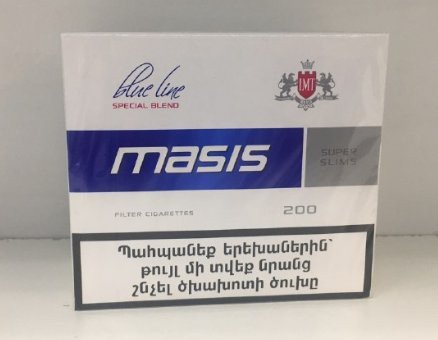 blue line
SPECIAL BLEND
IMT
masis
SUPER
SLIMS
FILTER CIGARETTES
200
Պահպանեք երեխաներին՝
թույլ մի տվեք նրանց
շնչել ծխախոտի ծուխը